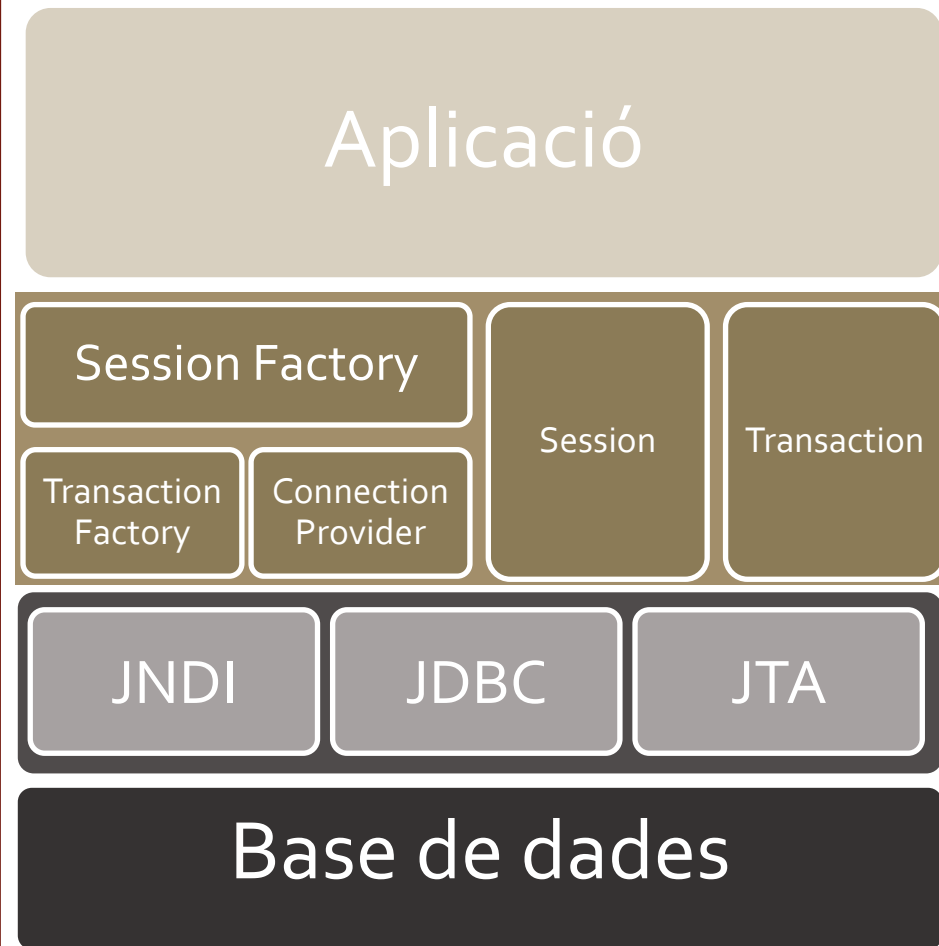 Aplicació
Session Factory
Transaction
Factory
Connection
Provider
Session
Transaction
JNDI
JDBC
JTA
Base de dades